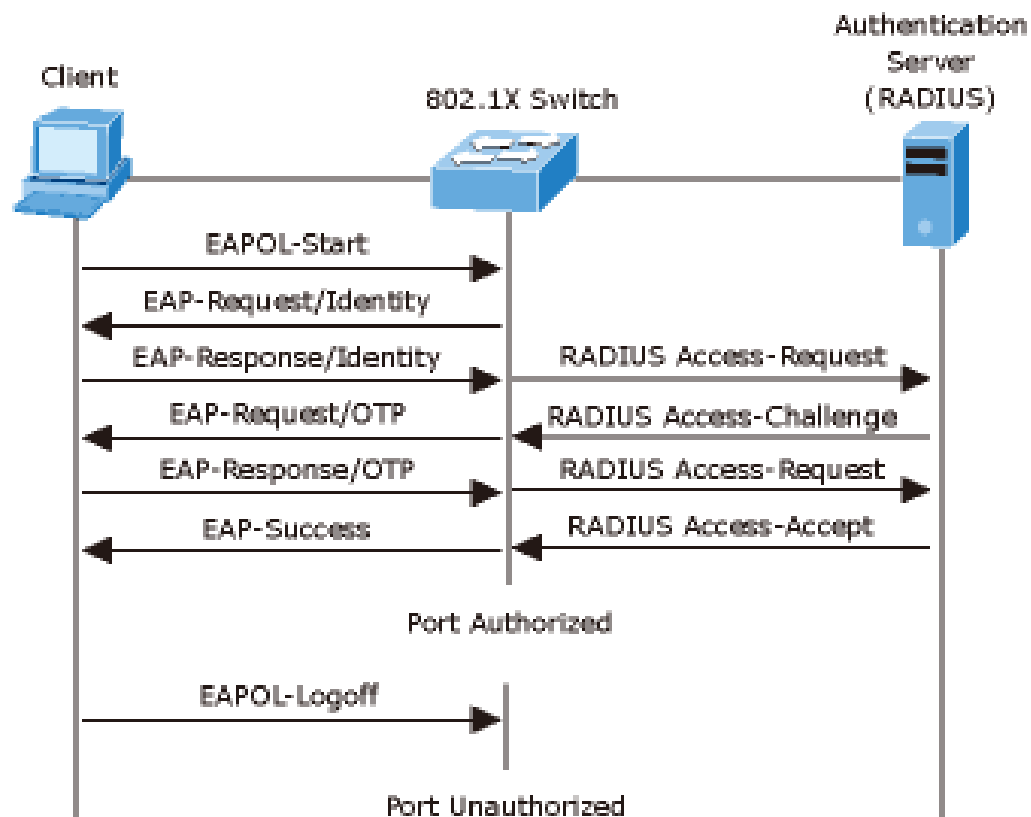 Authentication
Server
(RADIUS)
Client
802.1X Switch
EAPOL-Start
EAP-Request/Identity
EAP-Response/Identity
RADIUS Access-Request
EAP-Request/OTP
RADIUS Access-Challenge
EAP-Response/OTP
RADIUS Access-Request
EAP-Success
RADIUS Access-Accept
Port Authorized
EAPOL-Logoff
Port Unauthorized